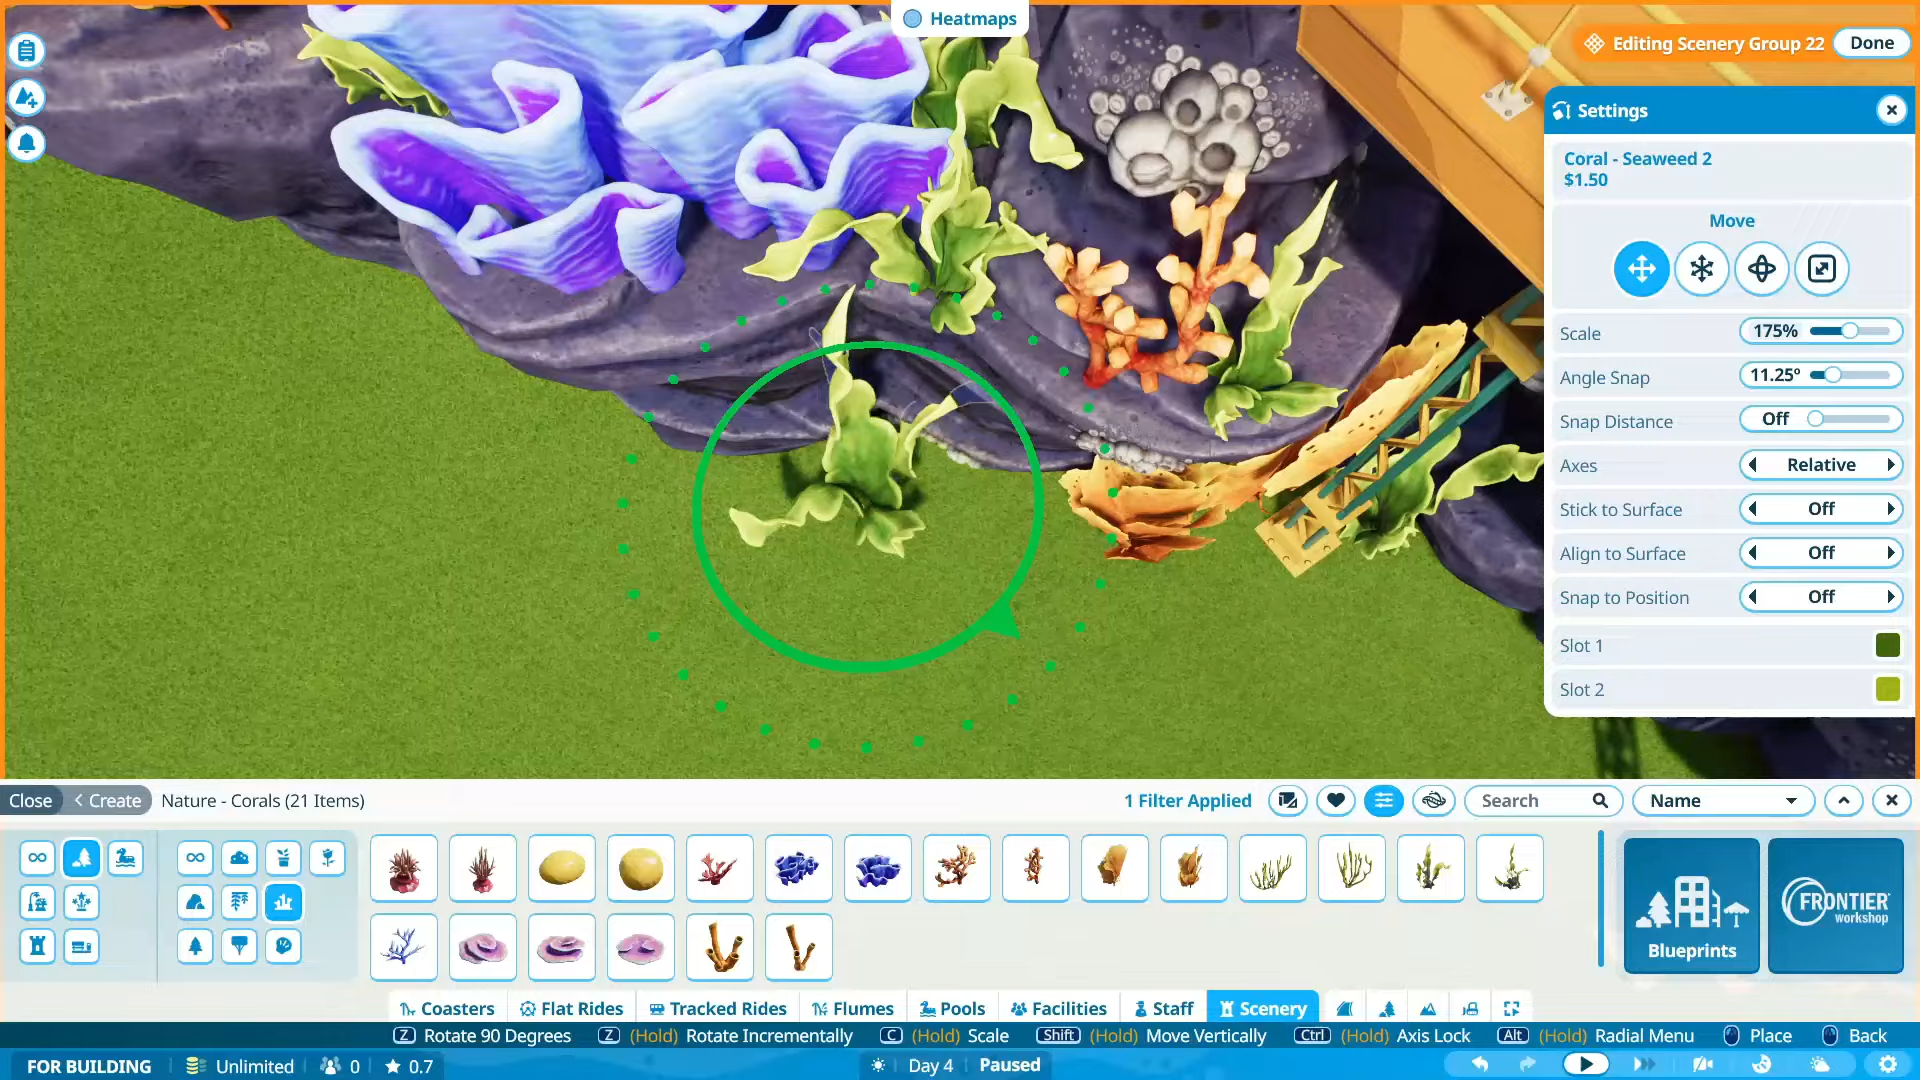 Heatmaps
Editing Scenery Group 22
Done
Settings
Coral - Seaweed 2
$1.50
Move
Scale 175%
Angle Snap 11.25°
Snap Distance Off
Axes Relative
Stick to Surface Off
Align to Surface Off
Snap to Position Off
Slot 1
Slot 2
Close Create Nature - Corals (21 Items) 1 Filter Applied Search Name
Blueprints
FRONTIER
workshop
Coasters Flat Rides Tracked Rides Flumes Pools Facilities Staff Scenery
Z Rotate 90 Degrees Z (Hold) Rotate Incrementally C (Hold) Scale Shift (Hold) Move Vertically Ctrl (Hold) Axis Lock Alt (Hold) Radial Menu Place Back
FOR BUILDING Unlimited 0 0.7 Day 4 Paused